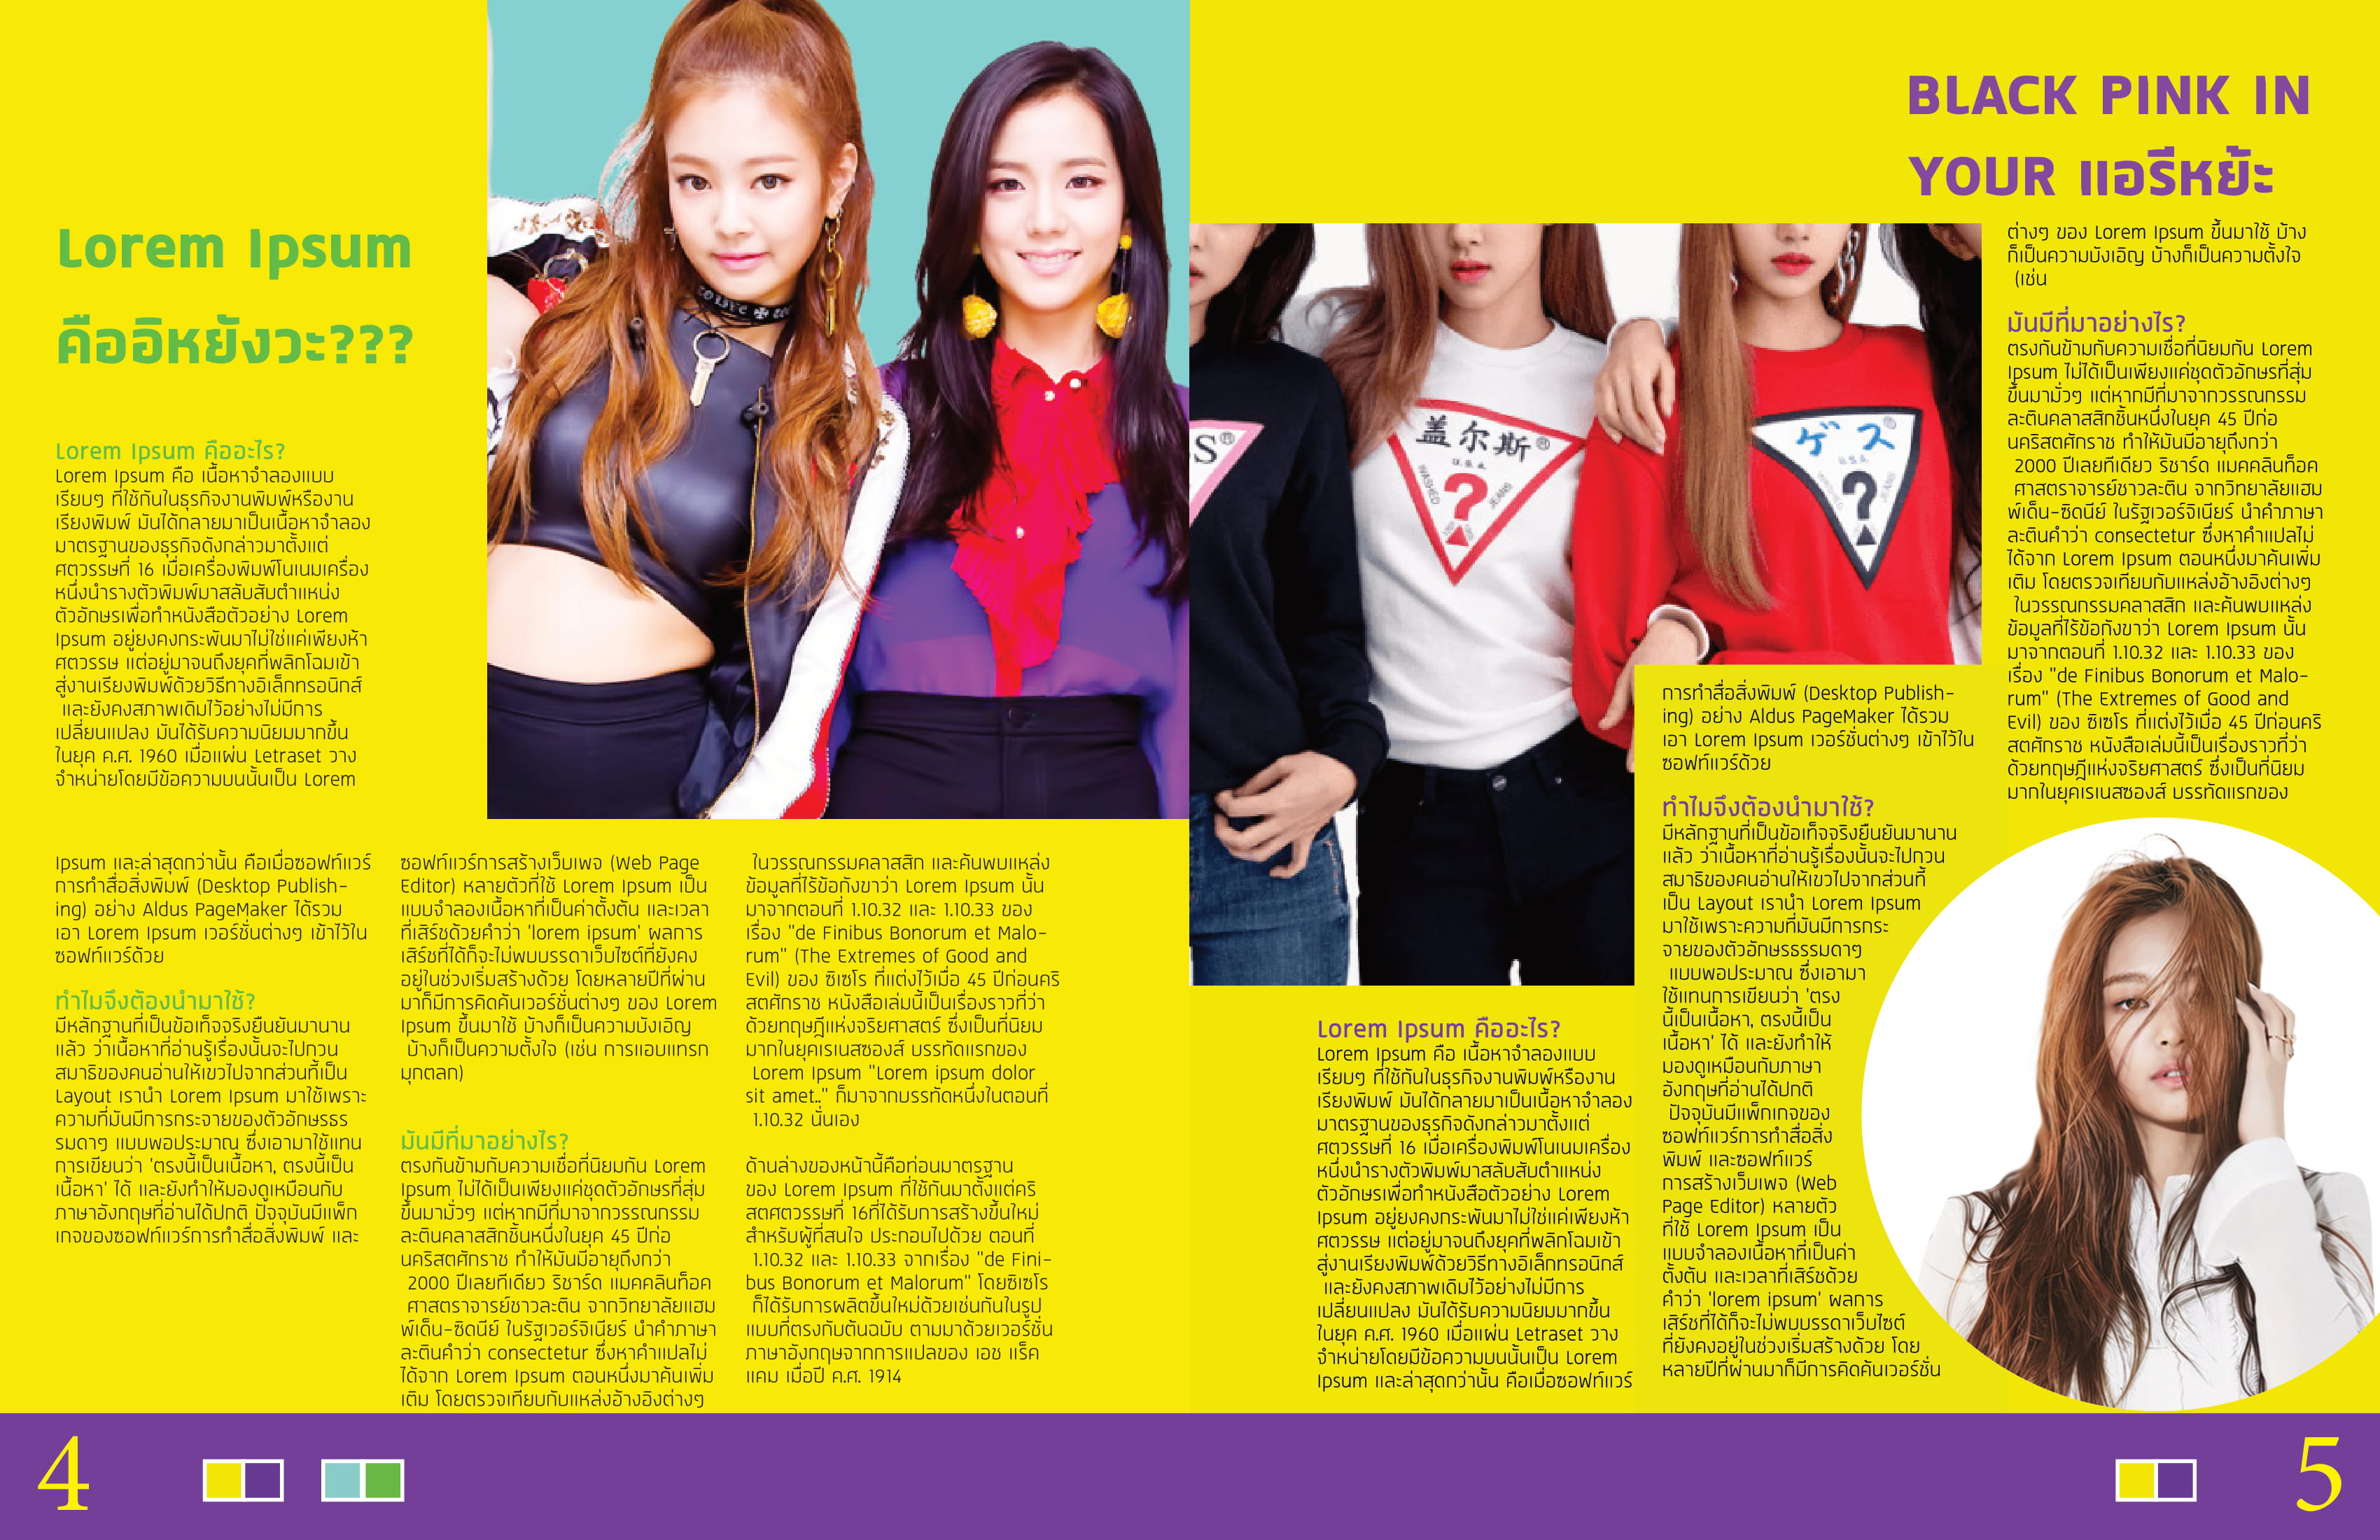 Lorem Ipsum
คืออิหยังวะ???
Lorem Ipsum คืออะไร?
Lorem Ipsum คือ เนื้อหาจำลองแบบ
เรียบๆ ที่ใช้กันในธุรกิจงานพิมพ์หรืองาน
เรียงพิมพ์ มันได้กลายมาเป็นเนื้อหาจำลอง
มาตรฐานของธุรกิจดังกล่าวมาตั้งแต่
ศตวรรษที่ 16 เมื่อเครื่องพิมพ์โนเนมเครื่อง
หนึ่งนำรางตัวพิมพ์มาสลับสับตำแหน่ง
ตัวอักษรเพื่อทำหนังสือตัวอย่าง Lorem
Ipsum อยู่ยงคงกระพันมาไม่ใช่แค่เพียงห้า
ศตวรรษ แต่อยู่มาจนถึงยุคที่พลิกโฉมเข้า
สู่งานเรียงพิมพ์ด้วยวิธีทางอิเล็กทรอนิกส์
และยังคงสภาพเดิมไว้อย่างไม่มีการ
เปลี่ยนแปลง มันได้รับความนิยมมากขึ้น
ในยุค ค.ศ. 1960 เมื่อแผ่น Letraset วาง
จำหน่ายโดยมีข้อความบนนั้นเป็น Lorem
Ipsum และล่าสุดกว่านั้น คือเมื่อซอฟท์แวร์
การทำสื่อสิ่งพิมพ์ (Desktop Publish-
ing) อย่าง Aldus PageMaker ได้รวม
เอา Lorem Ipsum เวอร์ชั่นต่างๆ เข้าไว้ใน
ซอฟท์แวร์ด้วย
ทำไมจึงต้องนำมาใช้?
มีหลักฐานที่เป็นข้อเท็จจริงยืนยันมานาน
แล้ว ว่าเนื้อหาที่อ่านรู้เรื่องนั้นจะไปกวน
สมาธิของคนอ่านให้เขวไปจากส่วนที้เป็น
Layout เรานำ Lorem Ipsum มาใช้เพราะ
ความที่มันมีการกระจายของตัวอักษรธร
รมดาๆ แบบพอประมาณ ซึ่งเอามาใช้แทน
การเขียนว่า 'ตรงนี้เป็นเนื้อหา, ตรงนี้เป็น
เนื้อหา' ได้ และยังทำให้มองดูเหมือนกับ
ภาษาอังกฤษที่อ่านได้ปกติ ปัจจุบันมีแพ็ก
เกจของซอฟท์แวร์การทำสื่อสิ่งพิมพ์ และ
ซอฟท์แวร์การสร้างเว็บเพจ (Web Page
Editor) หลายตัวที่ใช้ Lorem Ipsum เป็น
แบบจำลองเนื้อหาที่เป็นค่าตั้งต้น และเวลา
ที่เสิร์ชด้วยคำว่า 'lorem ipsum' ผลการ
เสิร์ชที่ได้ก็จะไม่พบบรรดาเว็บไซต์ที่ยังคง
อยู่ในช่วงเริ่มสร้างด้วย โดยหลายปีที่ผ่าน
มาก็มีการคิดค้นเวอร์ชั่นต่างๆ ของ Lorem
Ipsum ขึ้นมาใช้ บ้างก็เป็นความบังเอิญ
บ้างก็เป็นความตั้งใจ (เช่น การแอบแทรก
มุกตลก)
มันมีที่มาอย่างไร?
ตรงกันข้ามกับความเชื่อที่นิยมกัน Lorem
Ipsum ไม่ได้เป็นเพียงแค่ชุดตัวอักษรที่สุ่ม
ขึ้นมามั่วๆ แต่หากมีที่มาจากวรรณกรรม
ละตินคลาสสิกชิ้นหนึ่งในยุค 45 ปีก่อ
นคริสตศักราช ทำให้มันมีอายุถึงกว่า
2000 ปีเลยทีเดียว ริชาร์ด แมคคลินท็อค
ศาสตราจารย์ชาวละติน จากวิทยาลัยแฮม
พ์เด็น-ซิดนีย์ ในรัฐเวอร์จิเนียร์ นำคำภาษา
ละตินคำว่า consectetur ซึ่งหาคำแปลไม่
ได้จาก Lorem Ipsum ตอนหนึ่งมาค้นเพิ่ม
เติม โดยตรวจเทียบกับแหล่งอ้างอิงต่างๆ
ในวรรณกรรมคลาสสิก และค้นพบแหล่ง
ข้อมูลที่ไร้ข้อกังขาว่า Lorem Ipsum นั้น
มาจากตอนที่ 1.10.32 และ 1.10.33 ของ
เรื่อง "de Finibus Bonorum et Malo-
rum" (The Extremes of Good and
Evil) ของ ซิเซโร ที่แต่งไว้เมื่อ 45 ปีก่อนคริ
สตศักราช หนังสือเล่มนี้เป็นเรื่องราวที่ว่า
ด้วยทฤษฎีแห่งจริยศาสตร์ ซึ่งเป็นที่นิยม
มากในยุคเรเนสซองส์ บรรทัดแรกของ
Lorem Ipsum "Lorem ipsum dolor
sit amet.." ก็มาจากบรรทัดหนึ่งในตอนที่
1.10.32 นั่นเอง
ด้านล่างของหน้านี้คือท่อนมาตรฐาน
ของ Lorem Ipsum ที่ใช้กันมาตั้งแต่คริ
สตศตวรรษที่ 16ที่ได้รับการสร้างขึ้นใหม่
สำหรับผู้ที่สนใจ ประกอบไปด้วย ตอนที่
1.10.32 และ 1.10.33 จากเรื่อง "de Fini-
bus Bonorum et Malorum" โดยซิเซโร
ก็ได้รับการผลิตขึ้นใหม่ด้วยเช่นกันในรูป
แบบที่ตรงกับต้นฉบับ ตามมาด้วยเวอร์ชั่น
ภาษาอังกฤษจากการแปลของ เอช แร็ค
แคม เมื่อปี ค.ศ. 1914
4
BLACK PINK IN
YOUR แอรีหย้ะ
S®
盖尔斯®
U.S.A.
WASHED ? JEANS
ゲス®
U.S.A.
? JEANS
Lorem Ipsum คืออะไร?
Lorem Ipsum คือ เนื้อหาจำลองแบบ
เรียบๆ ที่ใช้กันในธุรกิจงานพิมพ์หรืองาน
เรียงพิมพ์ มันได้กลายมาเป็นเนื้อหาจำลอง
มาตรฐานของธุรกิจดังกล่าวมาตั้งแต่
ศตวรรษที่ 16 เมื่อเครื่องพิมพ์โนเนมเครื่อง
หนึ่งนำรางตัวพิมพ์มาสลับสับตำแหน่ง
ตัวอักษรเพื่อทำหนังสือตัวอย่าง Lorem
Ipsum อยู่ยงคงกระพันมาไม่ใช่แค่เพียงห้า
ศตวรรษ แต่อยู่มาจนถึงยุคที่พลิกโฉมเข้า
สู่งานเรียงพิมพ์ด้วยวิธีทางอิเล็กทรอนิกส์
และยังคงสภาพเดิมไว้อย่างไม่มีการ
เปลี่ยนแปลง มันได้รับความนิยมมากขึ้น
ในยุค ค.ศ. 1960 เมื่อแผ่น Letraset วาง
จำหน่ายโดยมีข้อความบนนั้นเป็น Lorem
Ipsum และล่าสุดกว่านั้น คือเมื่อซอฟท์แวร์
การทำสื่อสิ่งพิมพ์ (Desktop Publish-
ing) อย่าง Aldus PageMaker ได้รวม
เอา Lorem Ipsum เวอร์ชั่นต่างๆ เข้าไว้ใน
ซอฟท์แวร์ด้วย
ทำไมจึงต้องนำมาใช้?
มีหลักฐานที่เป็นข้อเท็จจริงยืนยันมานาน
แล้ว ว่าเนื้อหาที่อ่านรู้เรื่องนั้นจะไปกวน
สมาธิของคนอ่านให้เขวไปจากส่วนที้
เป็น Layout เรานำ Lorem Ipsum
มาใช้เพราะความที่มันมีการกระ
จายของตัวอักษรธรรมดาๆ
แบบพอประมาณ ซึ่งเอามา
ใช้แทนการเขียนว่า 'ตรง
นี้เป็นเนื้อหา, ตรงนี้เป็น
เนื้อหา' ได้ และยังทำให้
มองดูเหมือนกับภาษา
อังกฤษที่อ่านได้ปกติ
ปัจจุบันมีแพ็กเกจของ
ซอฟท์แวร์การทำสื่อสิ่ง
พิมพ์ และซอฟท์แวร์
การสร้างเว็บเพจ (Web
Page Editor) หลายตัว
ที่ใช้ Lorem Ipsum เป็น
แบบจำลองเนื้อหาที่เป็นค่า
ตั้งต้น และเวลาที่เสิร์ชด้วย
คำว่า 'lorem ipsum' ผลการ
เสิร์ชที่ได้ก็จะไม่พบบรรดาเว็บไซต์
ที่ยังคงอยู่ในช่วงเริ่มสร้างด้วย โดย
หลายปีที่ผ่านมาก็มีการคิดค้นเวอร์ชั่น
ต่างๆ ของ Lorem Ipsum ขึ้นมาใช้ บ้าง
ก็เป็นความบังเอิญ บ้างก็เป็นความตั้งใจ
(เช่น
มันมีที่มาอย่างไร?
ตรงกันข้ามกับความเชื่อที่นิยมกัน Lorem
Ipsum ไม่ได้เป็นเพียงแค่ชุดตัวอักษรที่สุ่ม
ขึ้นมามั่วๆ แต่หากมีที่มาจากวรรณกรรม
ละตินคลาสสิกชิ้นหนึ่งในยุค 45 ปีก่อ
นคริสตศักราช ทำให้มันมีอายุถึงกว่า
2000 ปีเลยทีเดียว ริชาร์ด แมคคลินท็อค
ศาสตราจารย์ชาวละติน จากวิทยาลัยแฮม
พ์เด็น-ซิดนีย์ ในรัฐเวอร์จิเนียร์ นำคำภาษา
ละตินคำว่า consectetur ซึ่งหาคำแปลไม่
ได้จาก Lorem Ipsum ตอนหนึ่งมาค้นเพิ่ม
เติม โดยตรวจเทียบกับแหล่งอ้างอิงต่างๆ
ในวรรณกรรมคลาสสิก และค้นพบแหล่ง
ข้อมูลที่ไร้ข้อกังขาว่า Lorem Ipsum นั้น
มาจากตอนที่ 1.10.32 และ 1.10.33 ของ
เรื่อง "de Finibus Bonorum et Malo-
rum" (The Extremes of Good and
Evil) ของ ซิเซโร ที่แต่งไว้เมื่อ 45 ปีก่อนคริ
สตศักราช หนังสือเล่มนี้เป็นเรื่องราวที่ว่า
ด้วยทฤษฎีแห่งจริยศาสตร์ ซึ่งเป็นที่นิยม
มากในยุคเรเนสซองส์ บรรทัดแรกของ
5